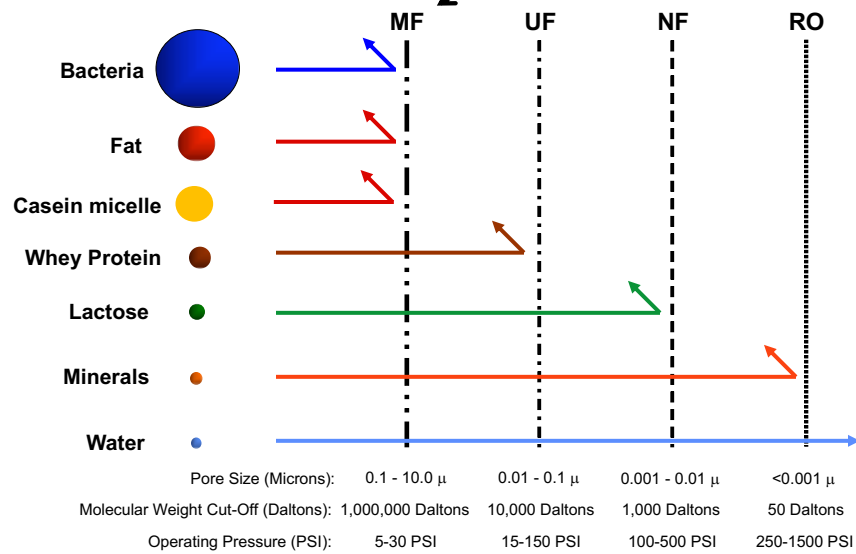 2
MF UF NF RO
Bacteria
Fat
Casein micelle
Whey Protein
Lactose
Minerals
Water
Pore Size (Microns): 0.1 - 10.0 μ 0.01 - 0.1 μ 0.001 - 0.01 μ <0.001 μ
Molecular Weight Cut-Off (Daltons): 1,000,000 Daltons 10,000 Daltons 1,000 Daltons 50 Daltons
Operating Pressure (PSI): 5-30 PSI 15-150 PSI 100-500 PSI 250-1500 PSI